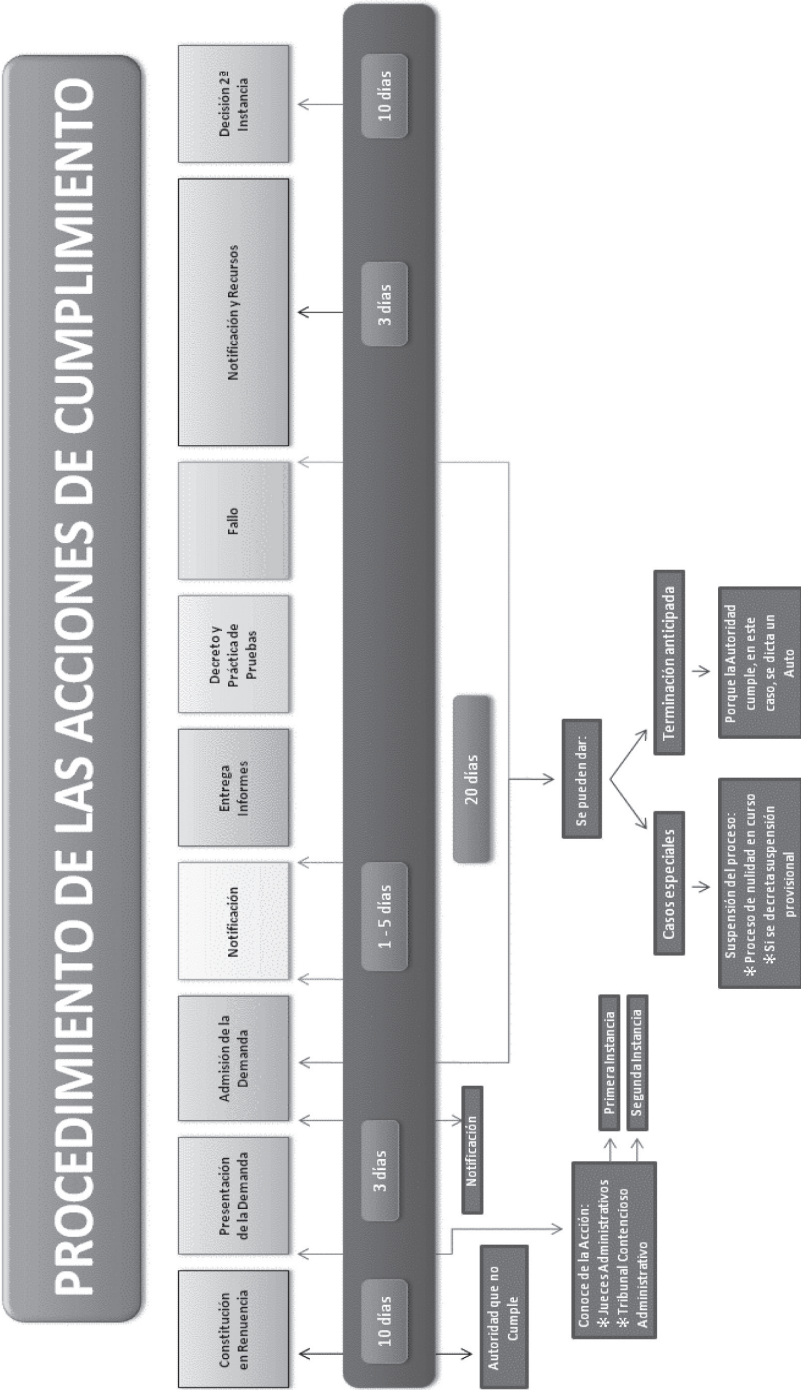 PROCEDIMIENTO DE LAS ACCIONES DE CUMPLIMIENTO
Constitución
en Renuencia
Presentación
de la Demanda
Admisión de la
Demanda
Notificación
Entrega
Informes
Decreto y
Práctica de
Pruebas
Fallo
Notificación y Recursos
Decisión 2ª
Instancia
10 días
3 días
1 - 5 días
3 días
10 días
20 días
Autoridad que no
Cumple
Notificación
Conoce de la Acción:
* Jueces Administrativos
* Tribunal Contencioso
Administrativo
Primera Instancia
Segunda Instancia
Se pueden dar:
Casos especiales
Terminación anticipada
Suspensión del proceso:
* Proceso de nulidad en curso
* Si se decreta suspensión
provisional
Porque la Autoridad
cumple, en este
caso, se dicta un
Auto